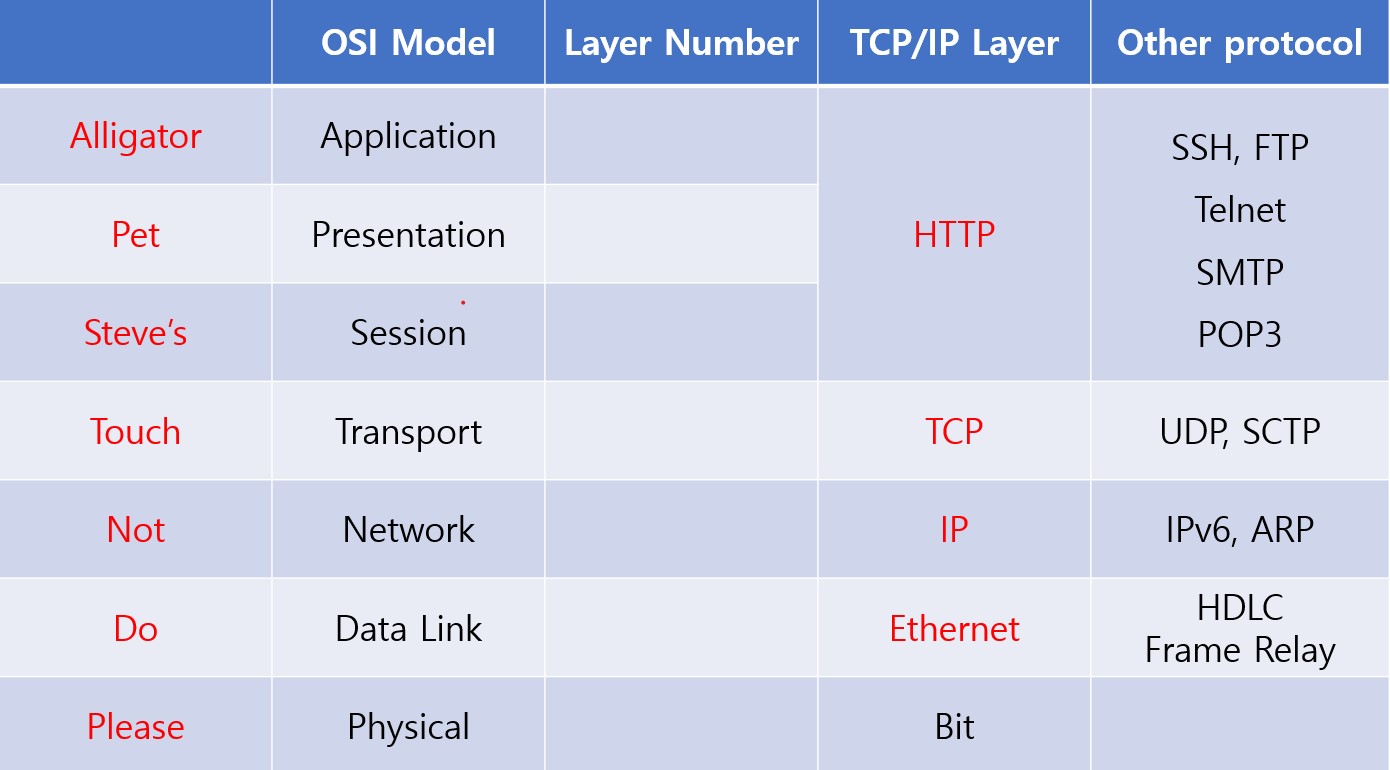 OSI Model Layer Number TCP/IP Layer Other protocol
Alligator Application
Pet Presentation
Steve's Session
HTTP
SSH, FTP
Telnet
SMTP
POP3
Touch Transport TCP UDP, SCTP
Not Network IP IPv6, ARP
Do Data Link Ethernet HDLC
Frame Relay
Please Physical Bit